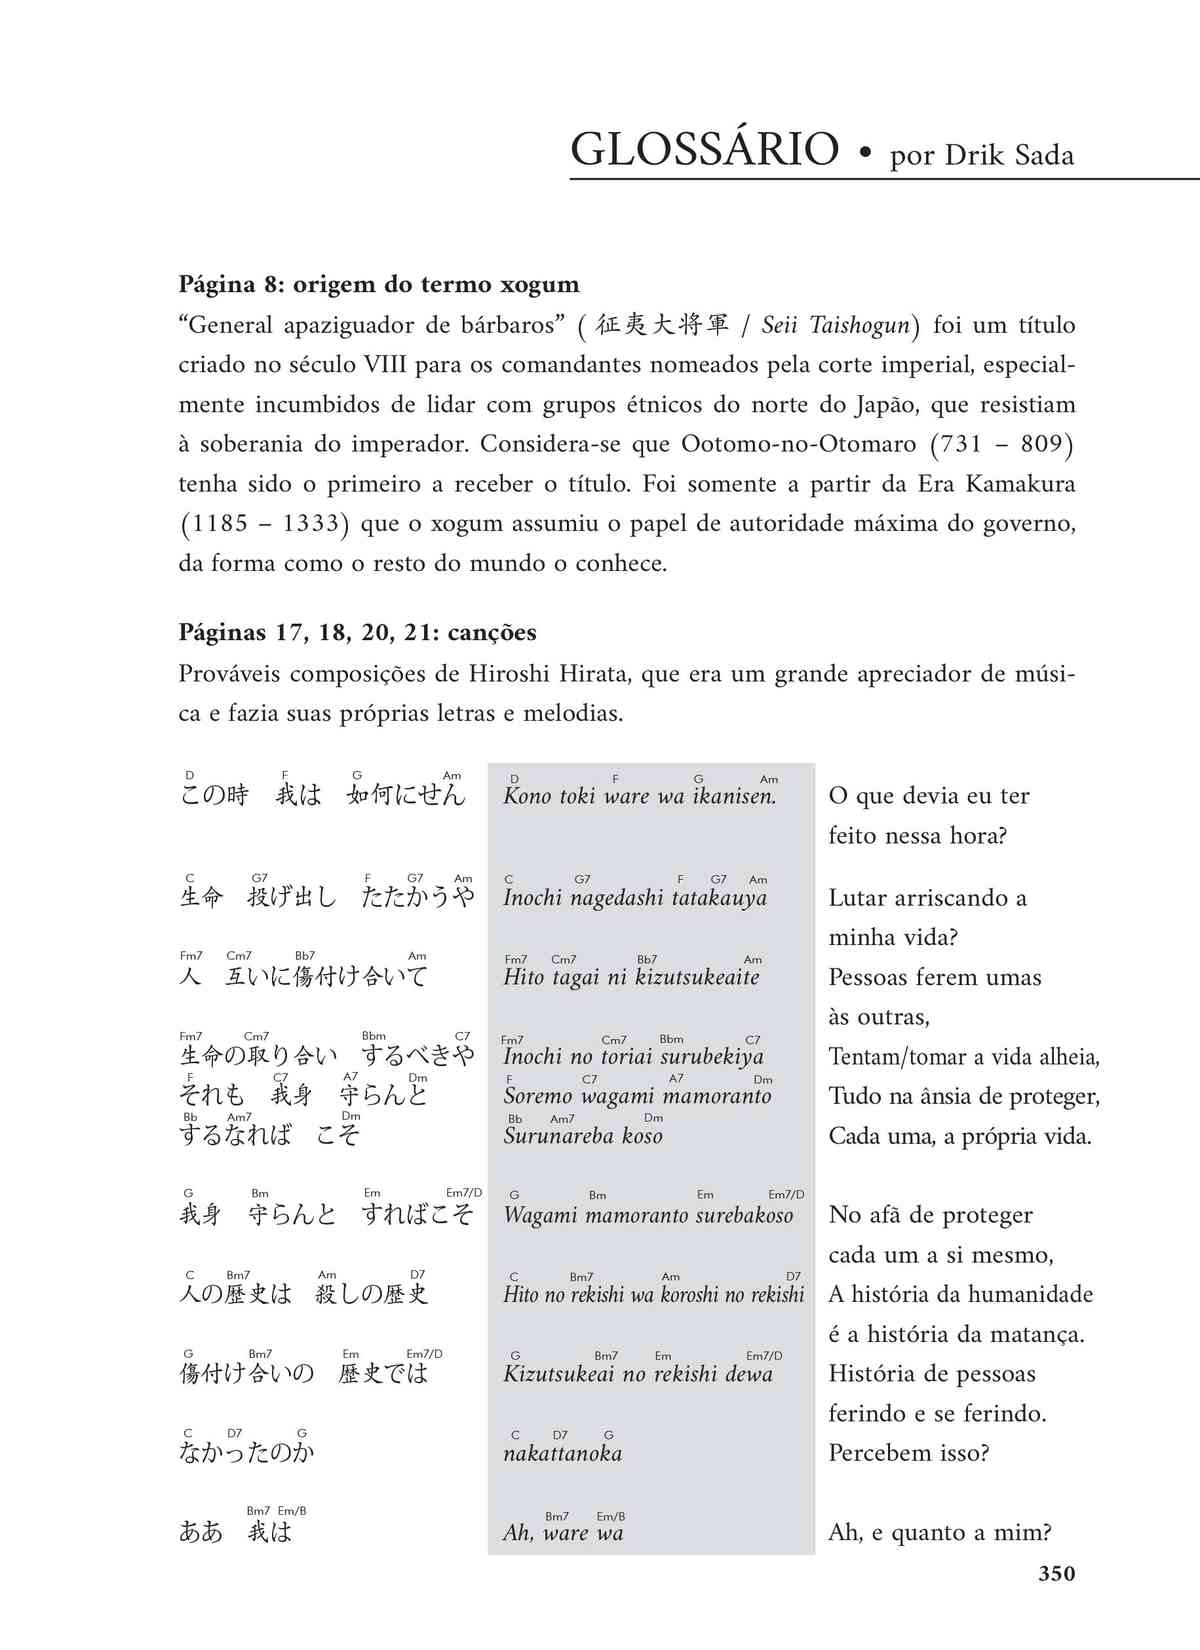 GLOSSÁRIO • por Drik Sada
Página 8: origem do termo xogum
“General apaziguador de bárbaros” ( 征夷大将軍 / Seii Taishogun) foi um título
criado no século VIII para os comandantes nomeados pela corte imperial, especial-
mente incumbidos de lidar com grupos étnicos do norte do Japão, que resistiam
à soberania do imperador. Considera-se que Ootomo-no-Otomaro (731 – 809)
tenha sido o primeiro a receber o título. Foi somente a partir da Era Kamakura
(1185 – 1333) que o xogum assumiu o papel de autoridade máxima do governo,
da forma como o resto do mundo o conhece.
Páginas 17, 18, 20, 21: canções
Prováveis composições de Hiroshi Hirata, que era um grande apreciador de músi-
ca e fazia suas próprias letras e melodias.
D F G Am
この時 我は 如何にせん
C G7 F G7 Am
生命 投げ出し たたかうや
Fm7 Cm7 Bb7 Am
人 互いに傷付け合いて
Fm7 Cm7 Bbm C7
生命の取り合い するべきや
F C7 A7 Dm
それも 我身 守らんと
Bb Am7 Dm
するなれば こそ
G Bm Em Em7/D
我身 守らんと すればこそ
C Bm7 Am D7
人の歴史は 殺しの歴史
G Bm7 Em Em7/D
傷付け合いの 歴史では
C D7 G
なかったのか
Bm7 Em/B
ああ 我は
D F G Am
Kono toki ware wa ikanisen.
C G7 F G7 Am
Inochi nagedashi tatakauya
Fm7 Cm7 Bb7 Am
Hito tagai ni kizutsukeaite
Fm7 Cm7 Bbm C7
Inochi no toriai surubekiya
F C7 A7 Dm
Soremo wagami mamoranto
Bb Am7 Dm
Surunareba koso
G Bm Em Em7/D
Wagami mamoranto surebakoso
C Bm7 Am D7
Hito no rekishi wa koroshi no rekishi
G Bm7 Em Em7/D
Kizutsukeai no rekishi dewa
C D7 G
nakattanoka
Bm7 Em/B
Ah, ware wa
O que devia eu ter
feito nessa hora?
Lutar arriscando a
minha vida?
Pessoas ferem umas
às outras,
Tentam/tomar a vida alheia,
Tudo na ânsia de proteger,
Cada uma, a própria vida.
No afã de proteger
cada um a si mesmo,
A história da humanidade
é a história da matança.
História de pessoas
ferindo e se ferindo.
Percebem isso?
Ah, e quanto a mim?
350